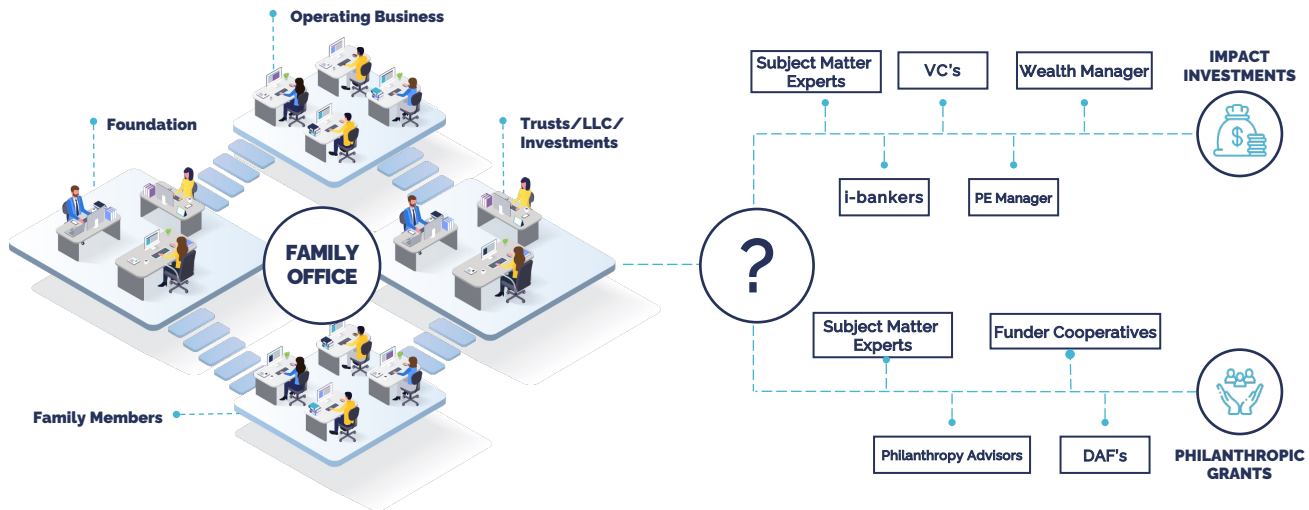 Operating Business
Foundation
Trusts/LLC/
Investments
FAMILY
OFFICE
Family Members
?
Subject Matter
Experts
VC's
Wealth Manager
i-bankers
PE Manager
IMPACT
INVESTMENTS
$
Subject Matter
Experts
Funder Cooperatives
Philanthropy Advisors
DAF's
PHILANTHROPIC
GRANTS